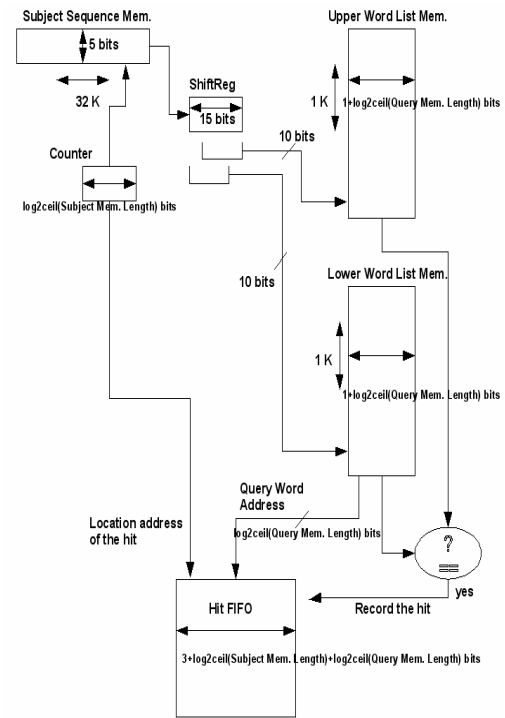 Subject Sequence Mem.
5 bits
32 K
Counter
log2ceil(Subject Mem. Length) bits
ShiftReg
15 bits
10 bits
10 bits
Upper Word List Mem.
1 K
1+log2ceil(Query Mem. Length) bits
Lower Word List Mem.
1 K
1+log2ceil(Query Mem. Length) bits
Query Word
Address
log2ceil(Query Mem. Length) bits
Location address
of the hit
?
==
yes
Record the hit
Hit FIFO
3+log2ceil(Subject Mem. Length)+log2ceil(Query Mem. Length) bits